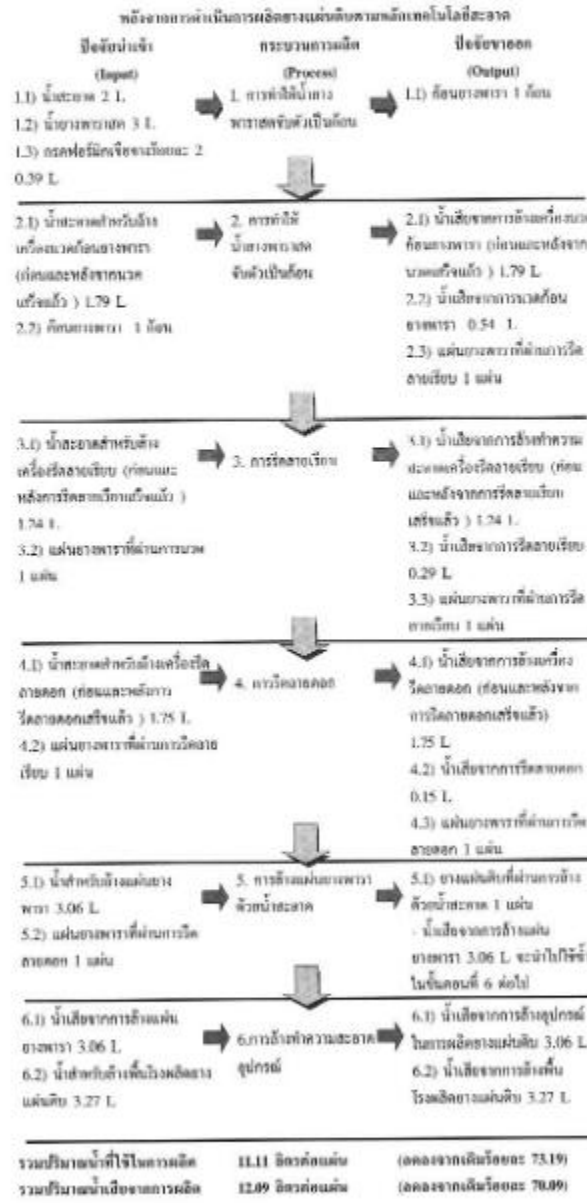 หลังจากการดำเนินการผลิตยางแผ่นดิบตามหลักเทคโนโลยีสะอาด
ปัจจัยนำเข้า
(Input)
กระบวนการผลิต
(Process)
ปัจจัยขาออก
(Output)
1.1) น้ำสะอาด 2 L
1.2) น้ำยางพาราสด 3 L
1.3) กรดฟอร์มิกเจือจางร้อยละ 2
0.39 L
1. การทำให้น้ำยาง
พาราสดจับตัวเป็นก้อน
1.1) ก้อนยางพารา 1 ก้อน
2.1) น้ำสะอาดสำหรับล้าง
เครื่องนวดก้อนยางพารา
(ก่อนและหลังจากนวด
เสร็จแล้ว ) 1.79 L
2.2) ก้อนยางพารา 1 ก้อน
2. การทำให้
น้ำยางพาราสด
จับตัวเป็นก้อน
2.1) น้ำเสียจากการล้างเครื่องนวด
ก้อนยางพารา (ก่อนและหลังจาก
นวดเสร็จแล้ว ) 1.79 L
2.2) น้ำเสียจากการนวดก้อน
ยางพารา 0.54 L
2.3) แผ่นยางพาราที่ผ่านการรีด
ลายเรียบ 1 แผ่น
3.1) น้ำสะอาดสำหรับล้าง
เครื่องรีดลายเรียบ (ก่อนและ
หลังการรีดลายเรียบเสร็จแล้ว )
1.24 L
3.2) แผ่นยางพาราที่ผ่านการนวด
1 แผ่น
3. การรีดลายเรียบ
3.1) น้ำเสียจากการล้างทำความ
สะอาดเครื่องรีดลายเรียบ (ก่อน
และหลังจากการรีดลายเรียบ
เสร็จแล้ว ) 1.24 L
3.2) น้ำเสียจากการรีดลายเรียบ
0.29 L
3.3) แผ่นยางพาราที่ผ่านการรีด
ลายเรียบ 1 แผ่น
4.1) น้ำสะอาดสำหรับล้างเครื่องรีด
ลายดอก (ก่อนและหลังการ
รีดลายดอกเสร็จแล้ว ) 1.75 L
4.2) แผ่นยางพาราที่ผ่านการรีดลาย
เรียบ 1 แผ่น
4. การรีดลายดอก
4.1) น้ำเสียจากการล้างเครื่อง
รีดลายดอก (ก่อนและหลังจาก
การรีดลายดอกเสร็จแล้ว)
1.75 L
4.2) น้ำเสียจากการรีดลายดอก
0.15 L
4.3) แผ่นยางพาราที่ผ่านการรีด
ลายดอก 1 แผ่น
5.1) น้ำสำหรับล้างแผ่นยาง
พารา 3.06 L
5.2) แผ่นยางพาราที่ผ่านการรีด
ลายดอก 1 แผ่น
5. การล้างแผ่นยางพารา
ด้วยน้ำสะอาด
5.1) ยางแผ่นดิบที่ผ่านการล้าง
ด้วยน้ำสะอาด 1 แผ่น
- น้ำเสียจากการล้างแผ่น
ยางพารา 3.06 L จะนำไปใช้ซ้ำ
ในขั้นตอนที่ 6 ต่อไป
6.1) น้ำเสียจากการล้างแผ่น
ยางพารา 3.06 L
6.2) น้ำสำหรับล้างพื้นโรงผลิตยาง
แผ่นดิบ 3.27 L
6.การล้างทำความสะอาด
อุปกรณ์
6.1) น้ำเสียจากการล้างอุปกรณ์
ในการผลิตยางแผ่นดิบ 3.06 L
6.2) น้ำเสียจากการล้างพื้น
โรงผลิตยางแผ่นดิบ 3.27 L
รวมปริมาณน้ำที่ใช้ในการผลิต 11.11 ลิตรต่อแผ่น (ลดลงจากเดิมร้อยละ 73.19)
รวมปริมาณน้ำเสียจากการผลิต 12.09 ลิตรต่อแผ่น (ลดลงจากเดิมร้อยละ 70.09)